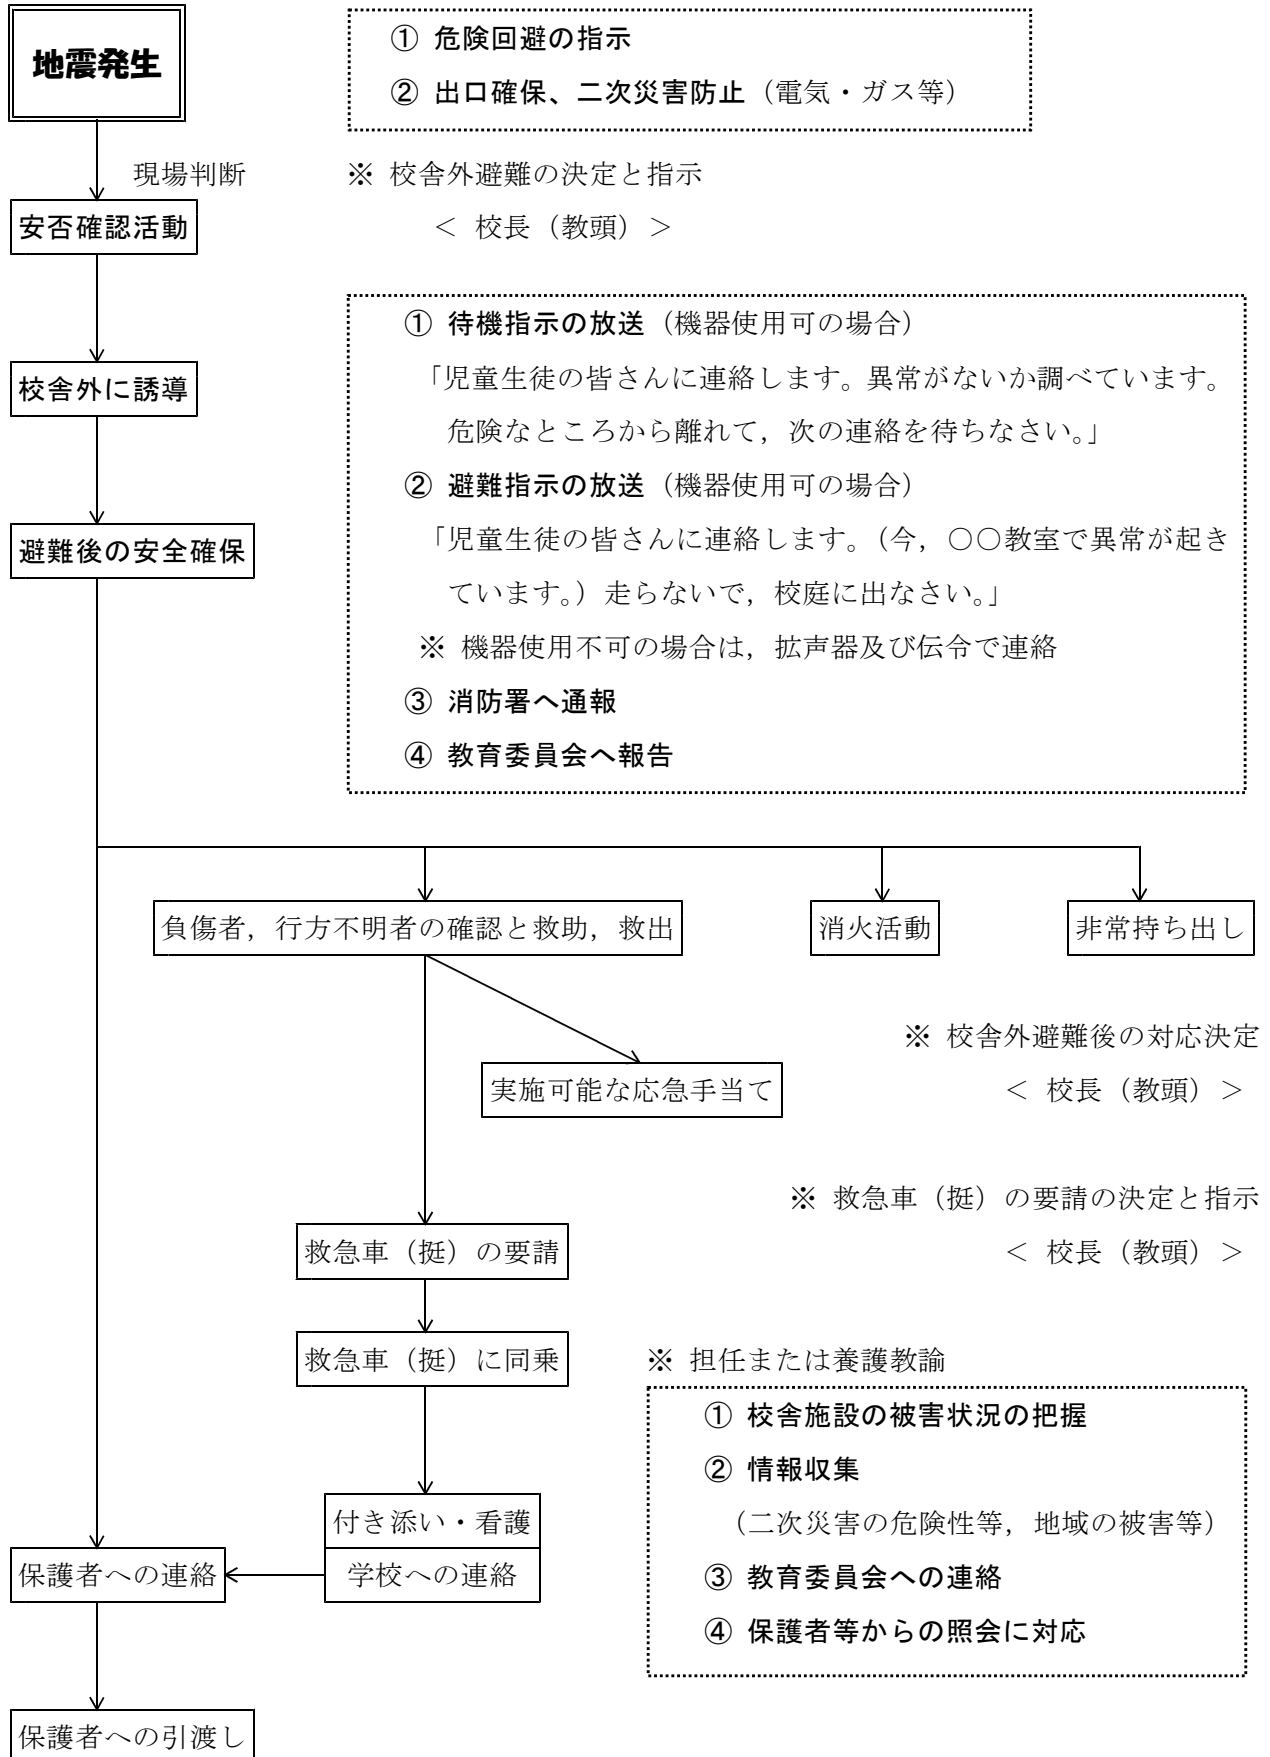 地震発生
① 危険回避の指示
② 出口確保、二次災害防止（電気・ガス等）
現場判断
※ 校舎外避難の決定と指示
安否確認活動
＜ 校長（教頭）＞
① 待機指示の放送（機器使用可の場合）
「児童生徒の皆さんに連絡します。異常がないか調べています。
校舎外に誘導
危険なところから離れて，次の連絡を待ちなさい。」
② 避難指示の放送（機器使用可の場合）
「児童生徒の皆さんに連絡します。（今，○○教室で異常が起き
避難後の安全確保
ています。）走らないで，校庭に出なさい。」
※ 機器使用不可の場合は，拡声器及び伝令で連絡
③ 消防署へ通報
④ 教育委員会へ報告
負傷者，行方不明者の確認と救助，救出
消火活動
非常持ち出し
※ 校舎外避難後の対応決定
＜ 校長（教頭）＞
実施可能な応急手当て
※ 救急車（挺）の要請の決定と指示
＜ 校長（教頭）＞
救急車（挺）の要請
救急車（挺）に同乗
※ 担任または養護教諭
① 校舎施設の被害状況の把握
② 情報収集
（二次災害の危険性等，地域の被害等）
③ 教育委員会への連絡
④ 保護者等からの照会に対応
付き添い・看護
学校への連絡
保護者への連絡
保護者への引渡し